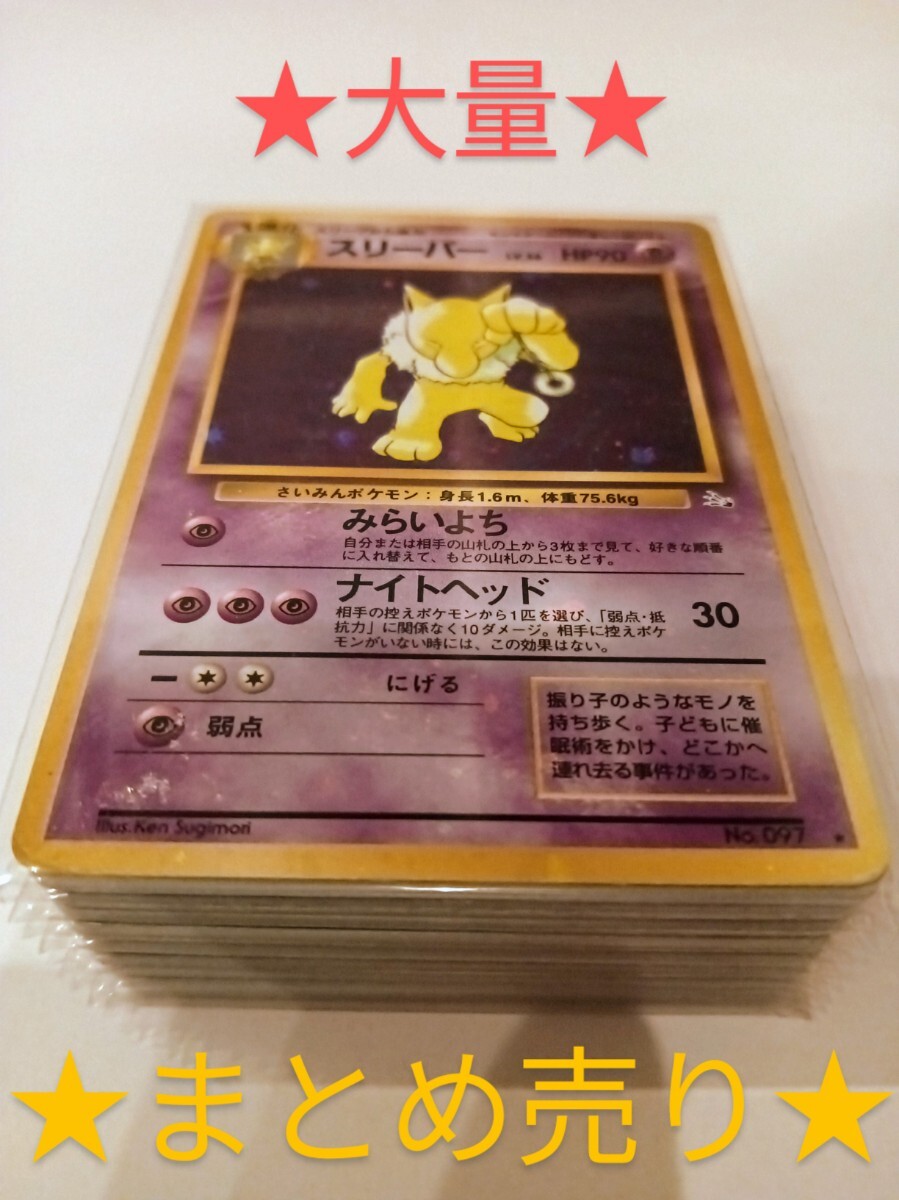 ★大量★
スリーパー HP90
さいみんポケモン：身長1.6m、体重75.6kg
みらいよち
自分または相手の山札の上から3枚まで見て、好きな順番
に入れ替えて、もとの山札の上にもどす。
ナイトヘッド
30
相手の控えポケモンから1匹を選び、「弱点・抵
抗力」に関係なく10ダメージ。相手に控えポケ
モンがいない時には、この効果はない。
にげる
弱点
振り子のようなモノを
持ち歩く。子どもに催
眠術をかけ、どこかへ
連れ去る事件があった。
Illus. Ken Sugimori
No. 097
★まとめ売り★